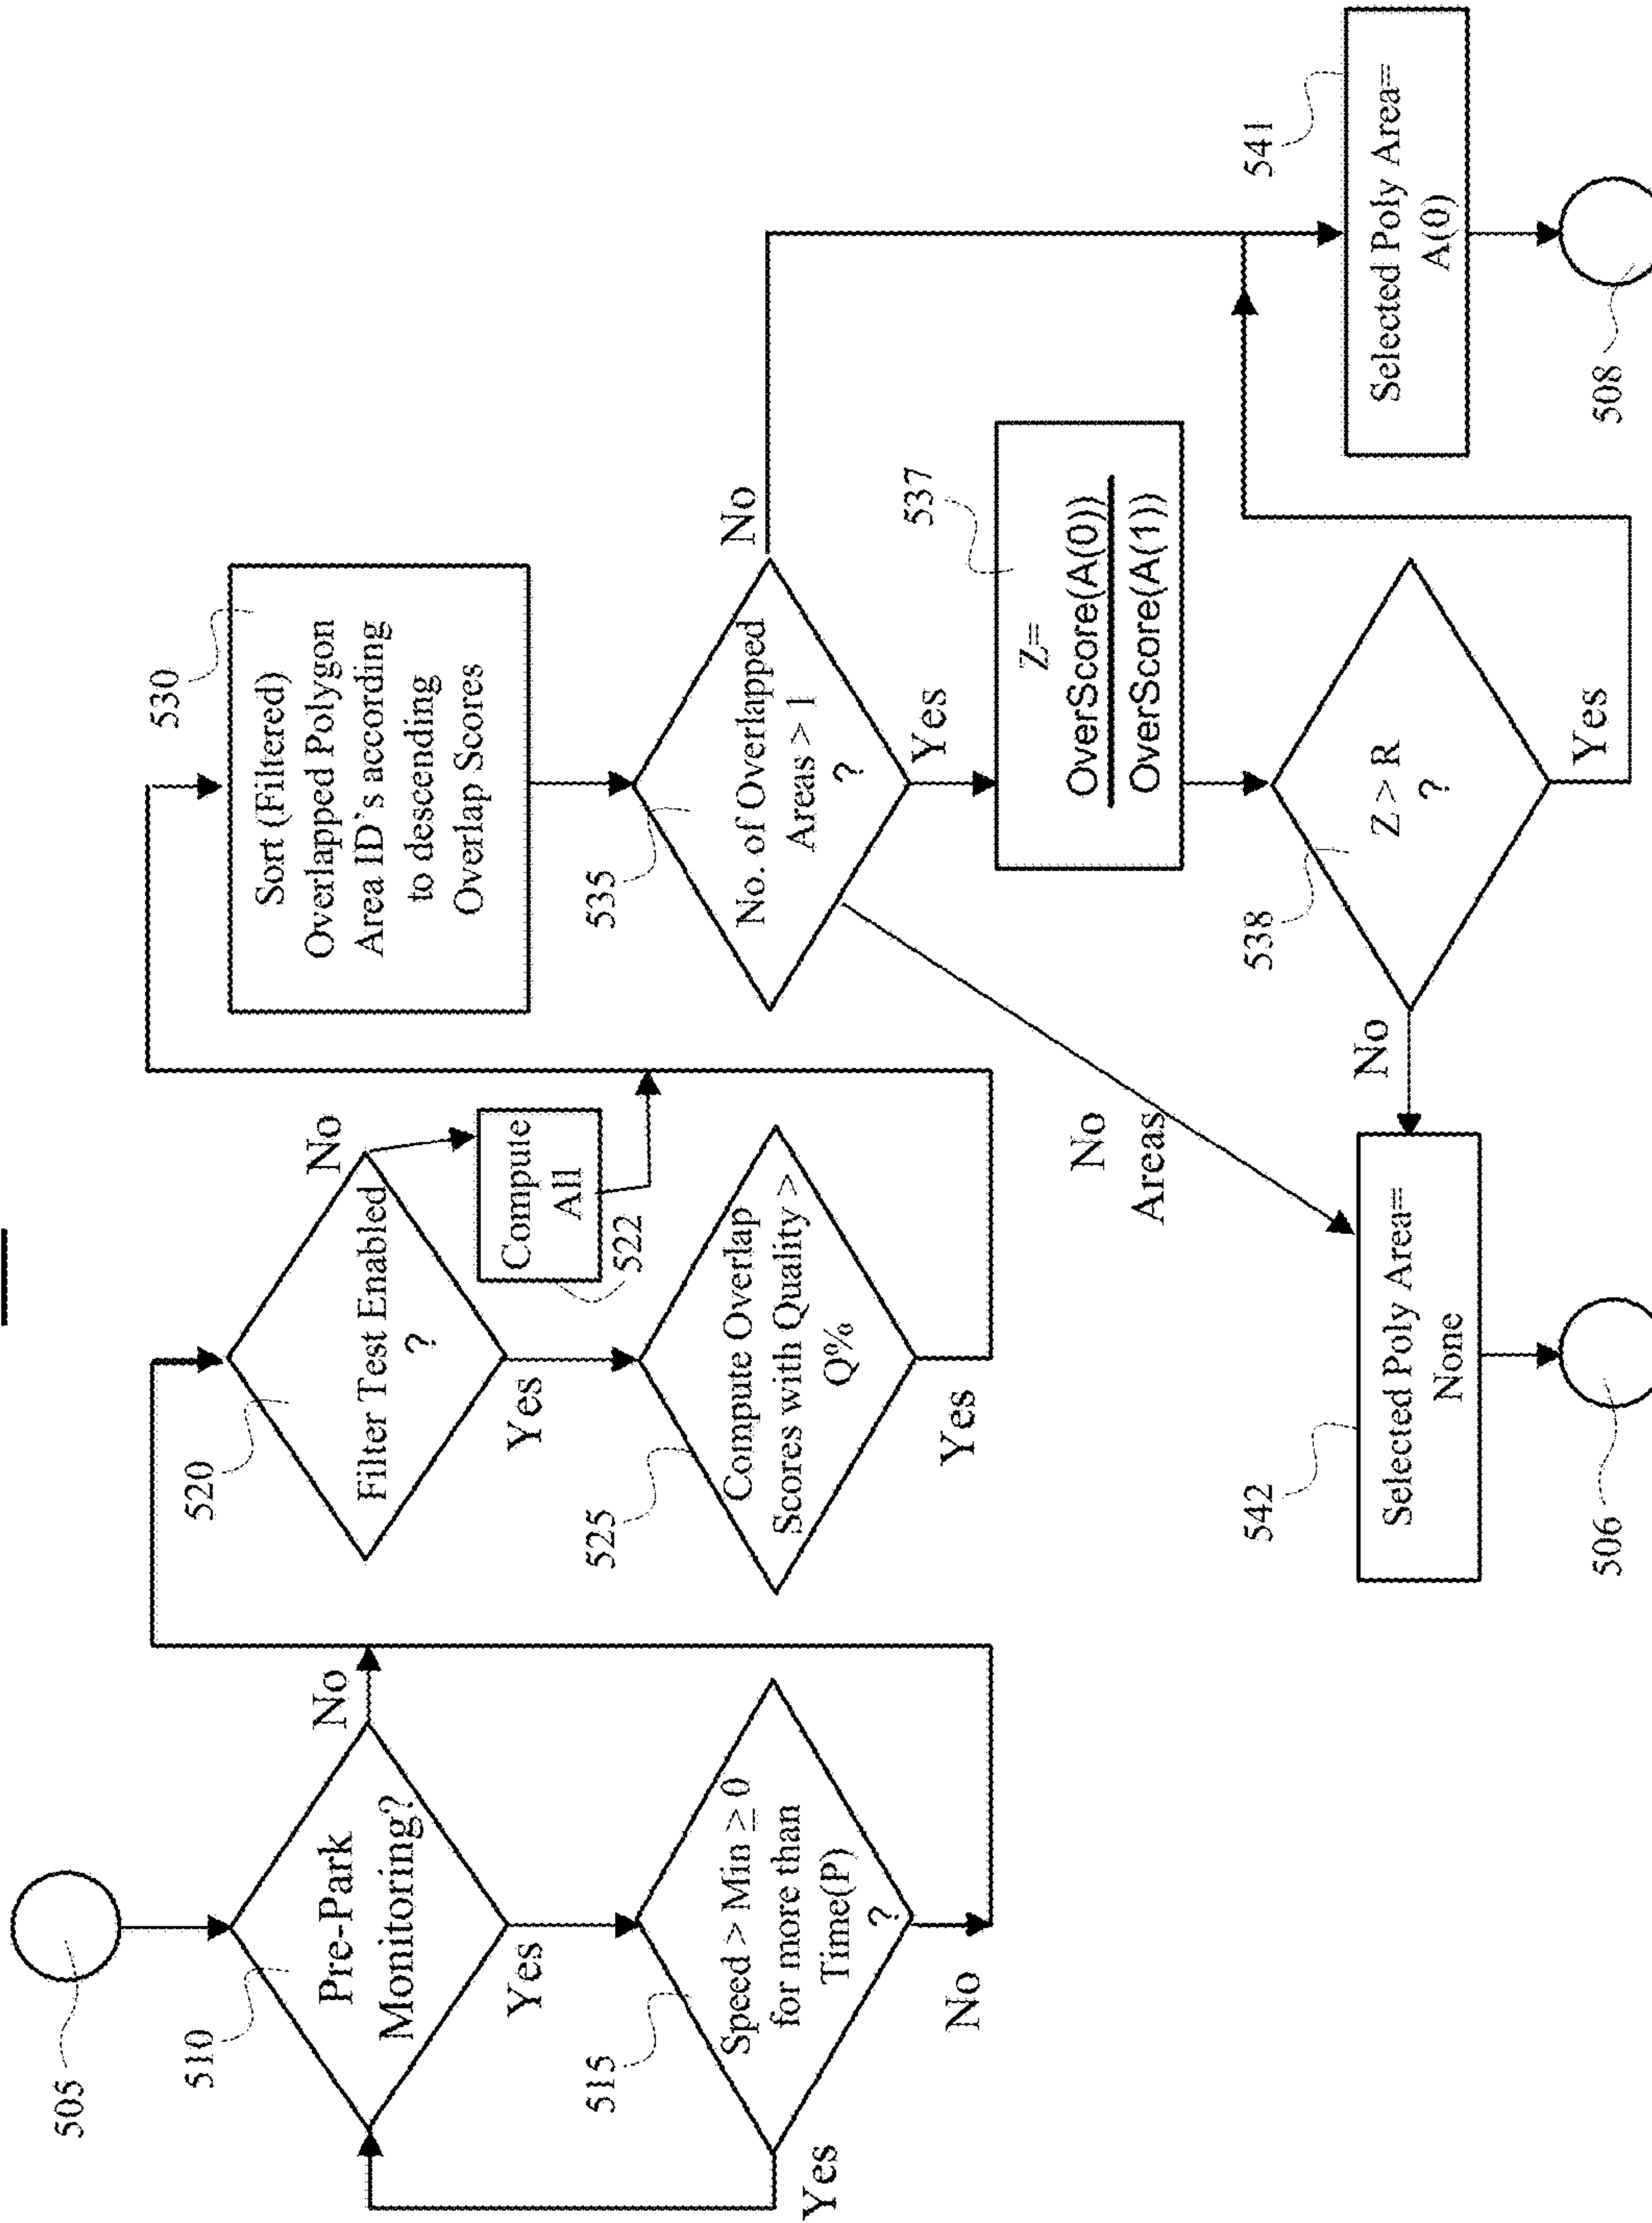 505
510
Pre-Park
Monitoring?
No
Yes
515
Speed > Min ≥ 0
for more than
Time(P)
?
Yes
No
520
Filter Test Enabled
?
No
Yes
Compute
All
522
525
Compute Overlap
Scores with Quality >
Q%
Yes
530
Sort (Filtered)
Overlapped Polygon
Area ID's according
to descending
Overlap Scores
535
No. of Overlapped
Areas > 1
?
No
Yes
No
Areas
537
Z=
OverScore(A(0))
OverScore(A(1))
538
Z > R
?
No
Yes
542
Selected Poly Area=
None
506
541
Selected Poly Area=
A(0)
508